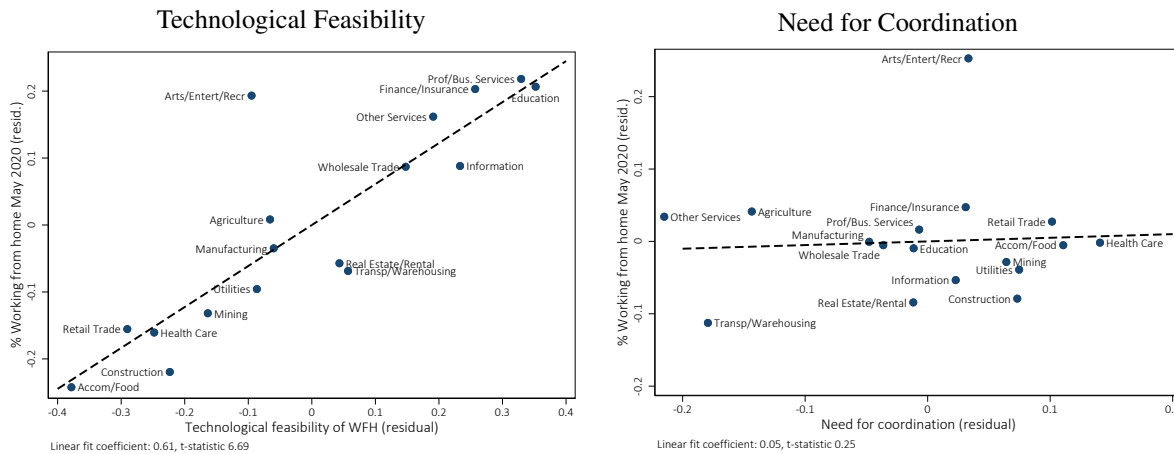 Technological Feasibility
% Working from home May 2020 (resid.)
0.2
0.1
0
-0.1
-0.2
Prof/Bus. Services
Finance/Insurance
Education
Arts/Entert/Recr
Other Services
Wholesale Trade
Information
Agriculture
Manufacturing
Real Estate/Rental
Transp/Warehousing
Utilities
Mining
Retail Trade
Health Care
Construction
Accom/Food
-0.4 -0.3 -0.2 -0.1 0 0.1 0.2 0.3 0.4
Technological feasibility of WFH (residual)
Linear fit coefficient: 0.61, t-statistic 6.69
Need for Coordination
% Working from home May 2020 (resid.)
0.2
0.1
0
-0.1
-0.2
Arts/Entert/Recr
Other Services
Agriculture
Finance/Insurance
Prof/Bus. Services
Retail Trade
Manufacturing
Wholesale Trade
Education
Accom/Food
Health Care
Mining
Utilities
Information
Real Estate/Rental
Construction
Transp/Warehousing
-0.2 -0.1 0 0.1
Need for coordination (residual)
Linear fit coefficient: 0.05, t-statistic 0.25